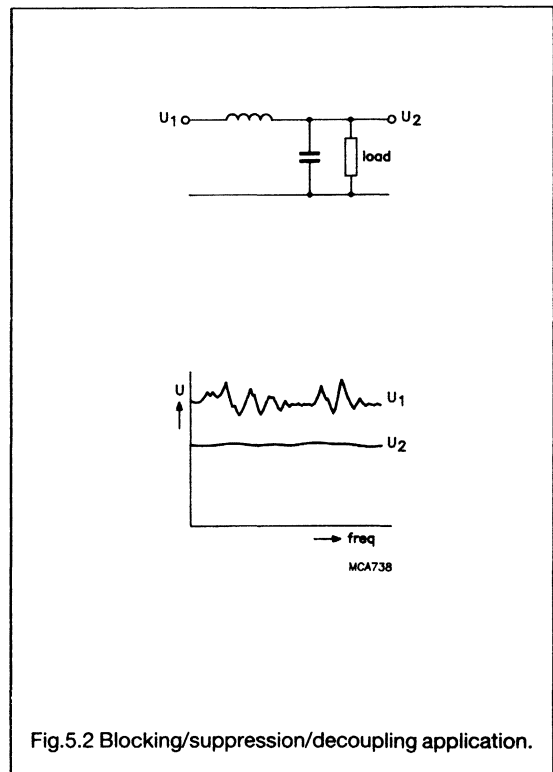 U1
U2
load
U
U1
U2
freq
MCA738
Fig.5.2 Blocking/suppression/decoupling application.